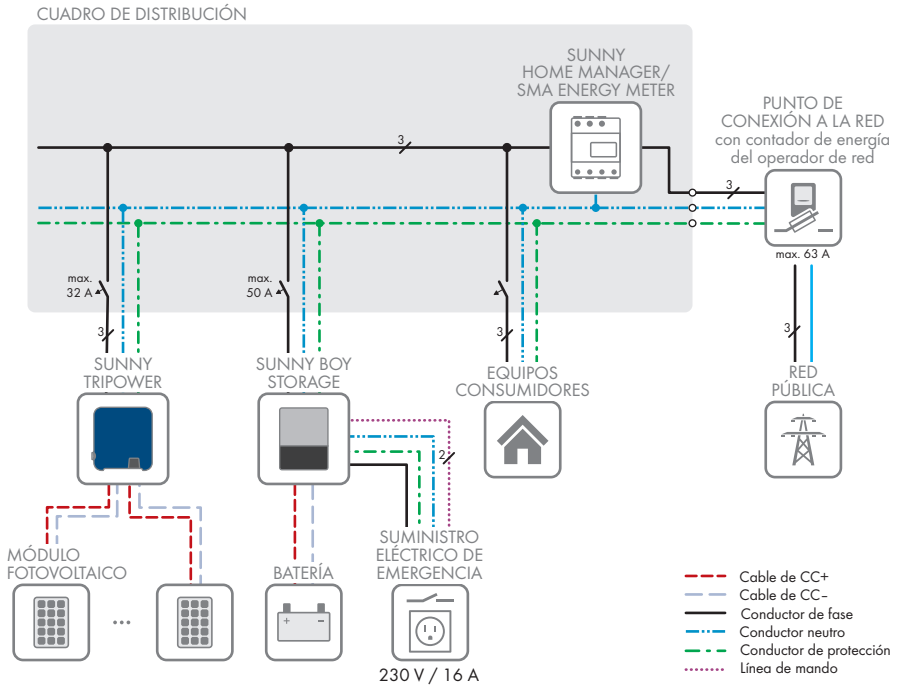 CUADRO DE DISTRIBUCIÓN
SUNNY
HOME MANAGER/
SMA ENERGY METER
PUNTO DE
CONEXIÓN A LA RED
con contador de energía
del operador de red
3
3
max. 63 A
max.
32 A
max.
50 A
3
3
3
SUNNY
TRIPOWER
SUNNY BOY
STORAGE
EQUIPOS
CONSUMIDORES
RED
PÚBLICA
2
MÓDULO
FOTOVOLTAICO
...
BATERÍA
+ −
SUMINISTRO
ELÉCTRICO DE
EMERGENCIA
230 V / 16 A
Cable de CC+
Cable de CC−
Conductor de fase
Conductor neutro
Conductor de protección
Línea de mando